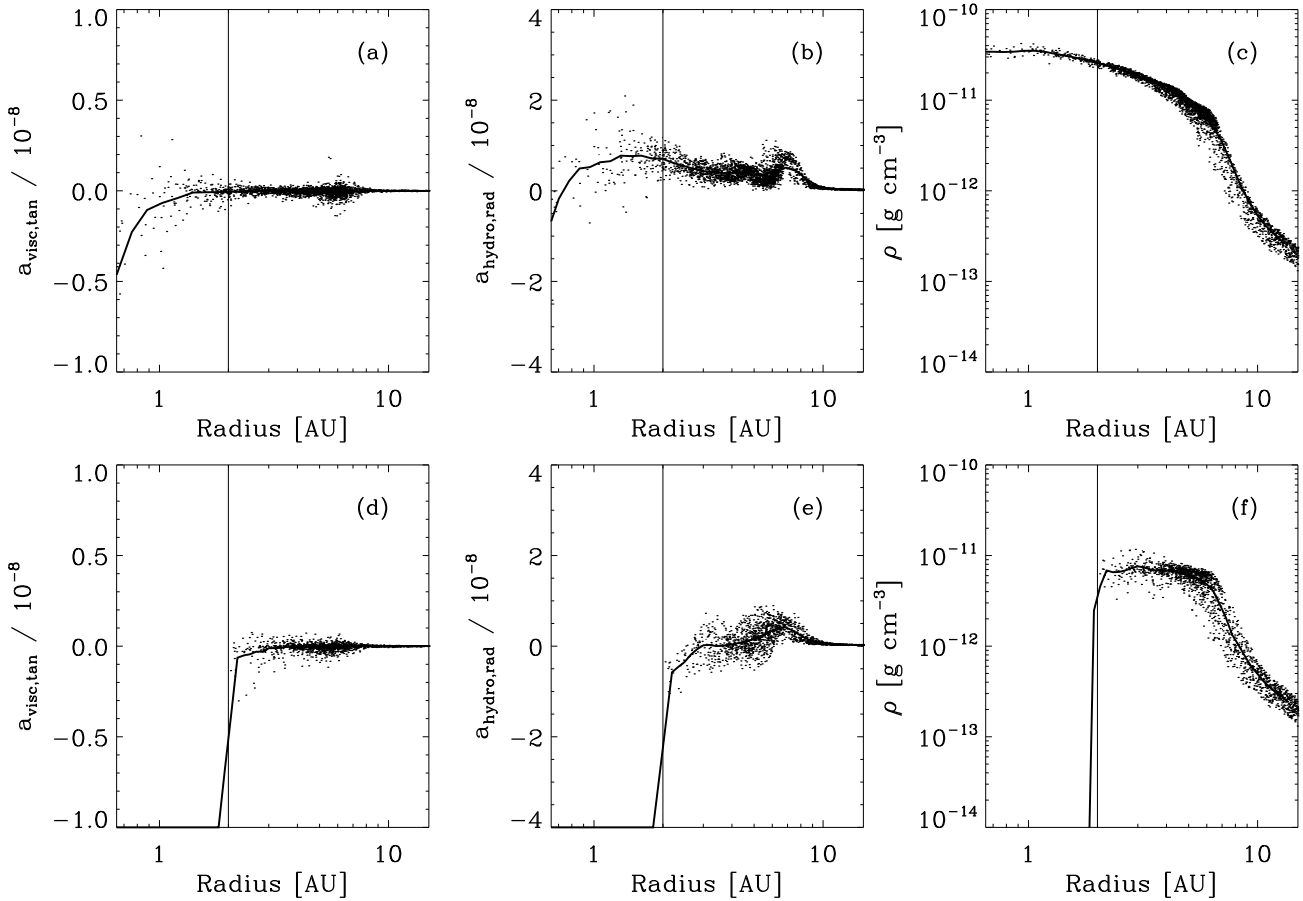 (a)
1.0
0.5
0.0
−0.5
−1.0
a_visc,tan / 10^−8
1
10
Radius [AU]
(b)
4
2
0
−2
−4
a_hydro,rad / 10^−8
1
10
Radius [AU]
(c)
10^−10
10^−11
10^−12
10^−13
10^−14
ρ [g cm^−3]
1
10
Radius [AU]
(d)
1.0
0.5
0.0
−0.5
−1.0
a_visc,tan / 10^−8
1
10
Radius [AU]
(e)
4
2
0
−2
−4
a_hydro,rad / 10^−8
1
10
Radius [AU]
(f)
10^−10
10^−11
10^−12
10^−13
10^−14
ρ [g cm^−3]
1
10
Radius [AU]